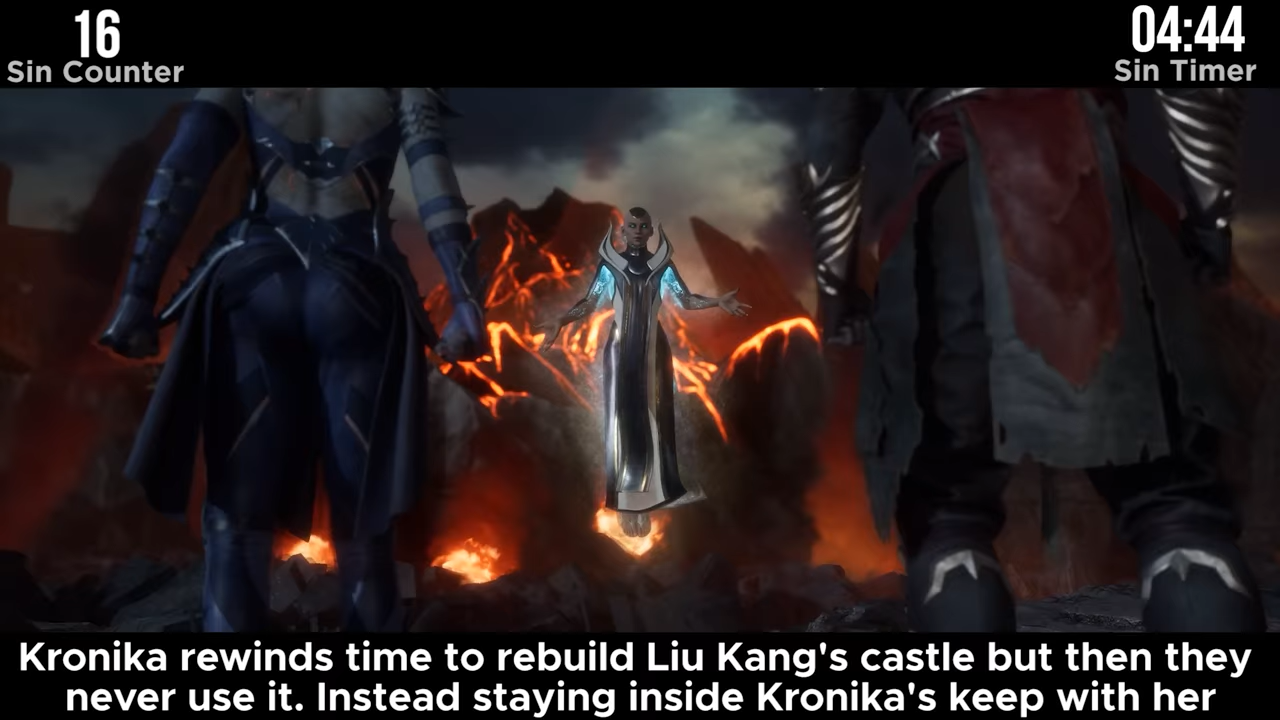 16
Sin Counter
04:44
Sin Timer
Kronika rewinds time to rebuild Liu Kang's castle but then they
never use it. Instead staying inside Kronika's keep with her